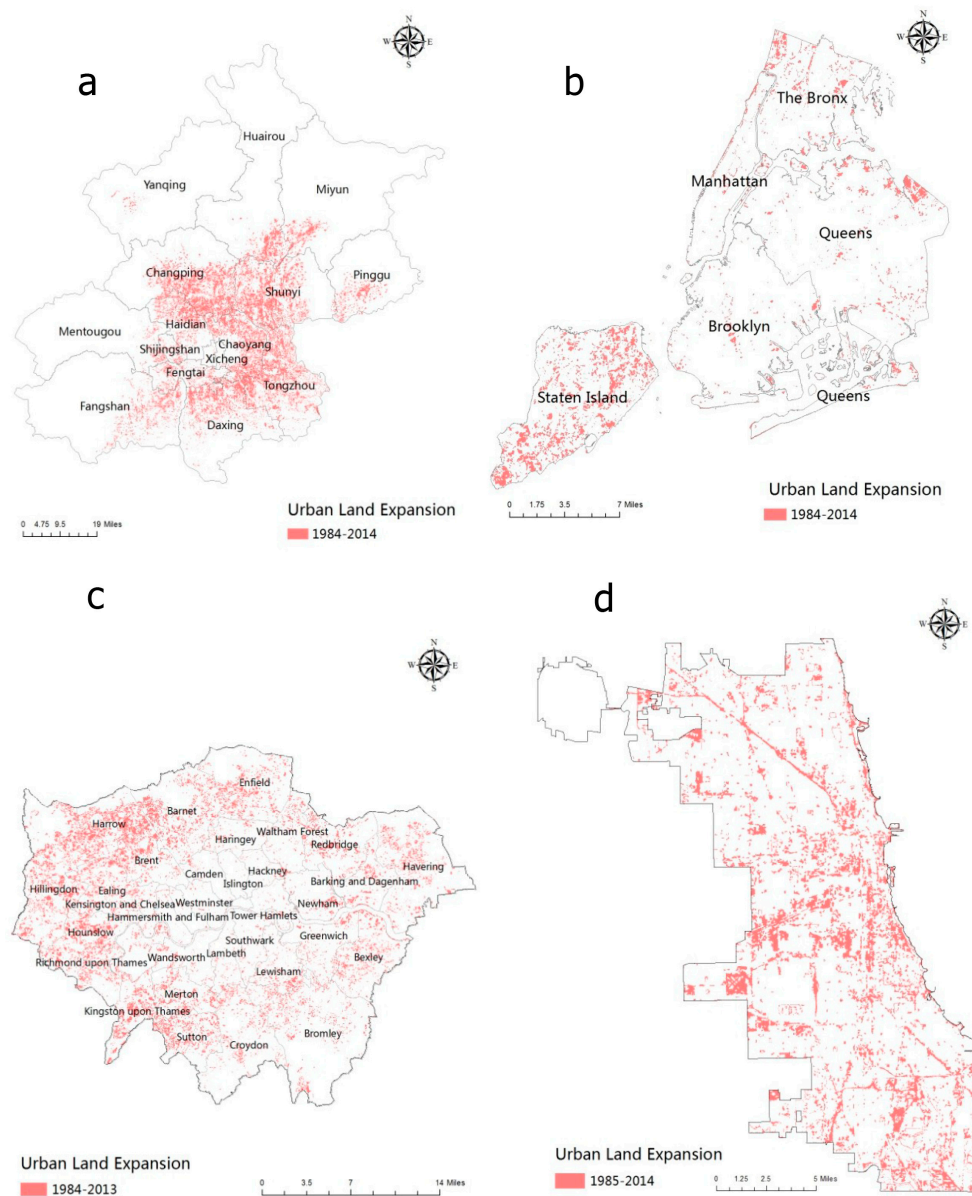 a
N
W E
S
Huairou
Yanqing
Miyun
Changping
Pinggu
Shunyi
Mentougou
Haidian
Shijingshan
Chaoyang
Xicheng
Fengtai
Tongzhou
Fangshan
Daxing
Urban Land Expansion
1984-2014
0 4.75 9.5 19 Miles
b
N
W E
S
The Bronx
Manhattan
Queens
Brooklyn
Staten Island
Queens
Urban Land Expansion
1984-2014
0 1.75 3.5 7 Miles
c
N
W E
S
Enfield
Barnet
Harrow
Waltham Forest
Haringey
Redbridge
Brent
Havering
Camden
Hackney
Islington
Barking and Dagenham
Hillingdon
Ealing
Kensington and Chelsea
Westminster
Newham
Hammersmith and Fulham
Tower Hamlets
Hounslow
Southwark
Greenwich
Richmond upon Thames
Wandsworth
Lambeth
Bexley
Lewisham
Merton
Kingston upon Thames
Sutton
Croydon
Bromley
Urban Land Expansion
1984-2013
0 3.5 7 14 Miles
d
N
W E
S
Urban Land Expansion
1985-2014
0 1.25 2.5 5 Miles